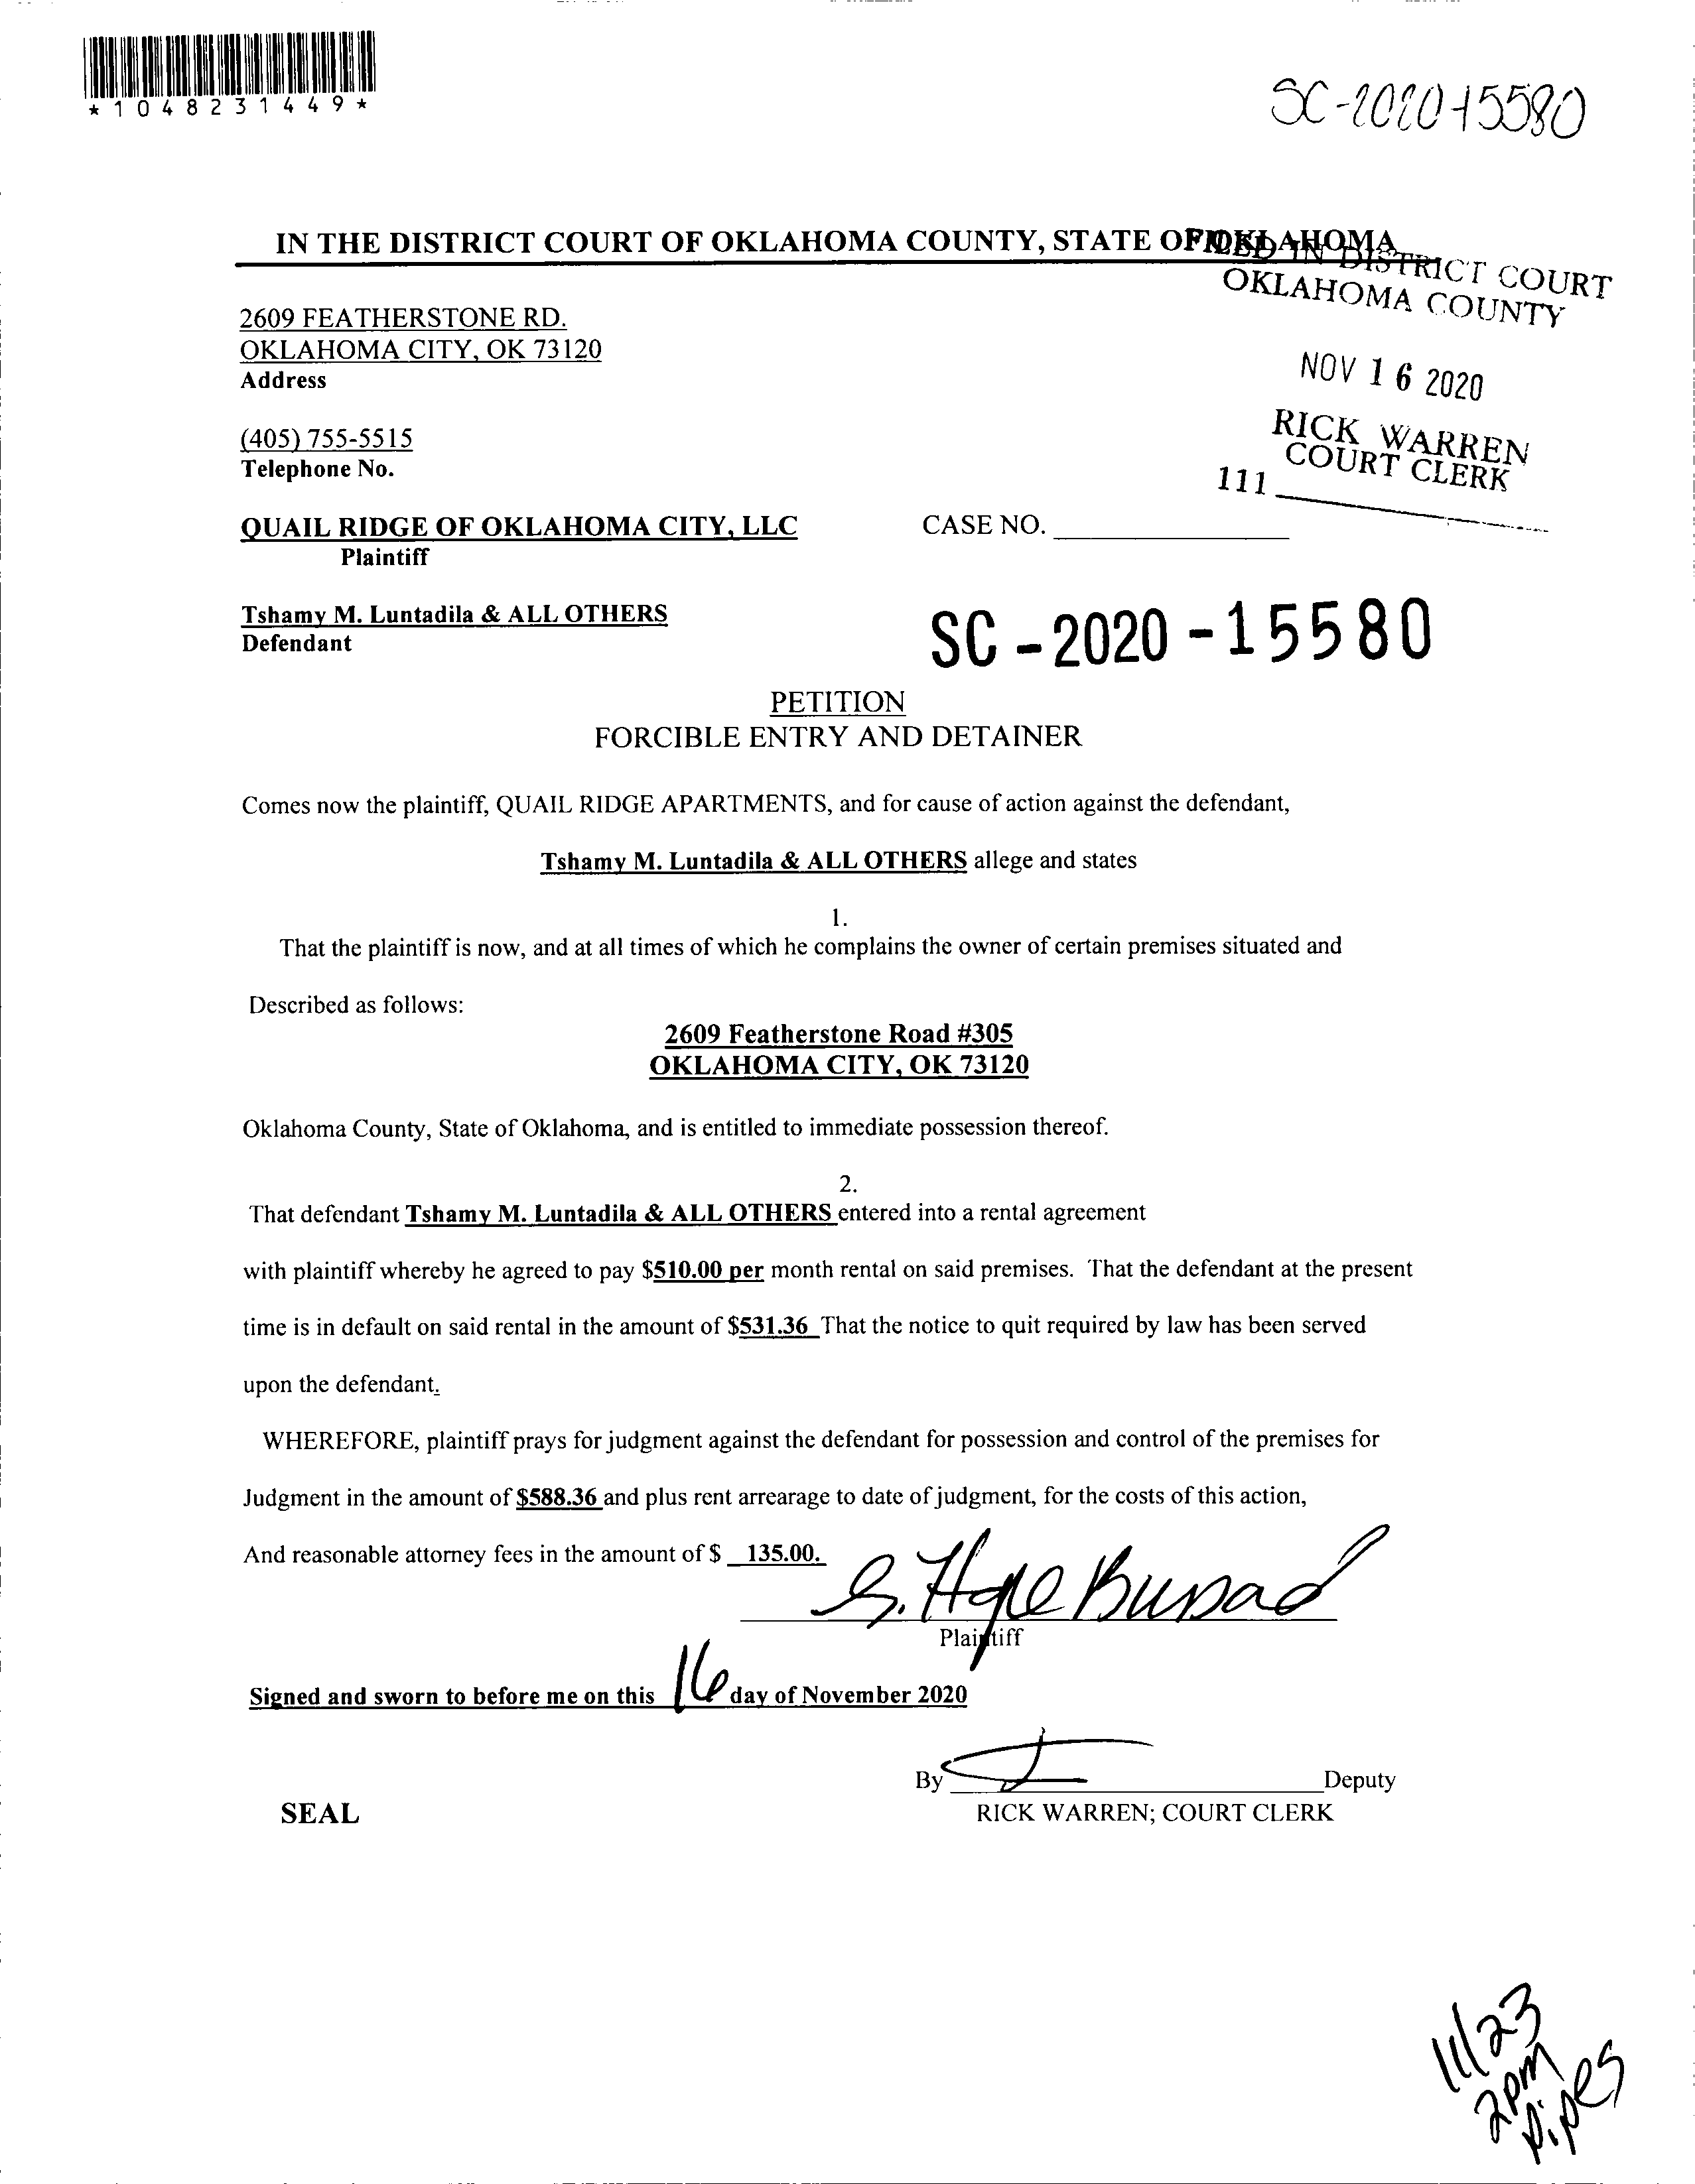 *1048231449*
SC-2020-15580
IN THE DISTRICT COURT OF OKLAHOMA COUNTY, STATE OF OKLAHOMA
FILED IN DISTRICT COURT
OKLAHOMA COUNTY
2609 FEATHERSTONE RD.
OKLAHOMA CITY, OK 73120
Address
NOV 16 2020
(405) 755-5515
Telephone No.
RICK WARREN
COURT CLERK
111
QUAIL RIDGE OF OKLAHOMA CITY, LLC
CASE NO.
Plaintiff
Tshamy M. Luntadila & ALL OTHERS
Defendant
SC-2020-15580
PETITION
FORCIBLE ENTRY AND DETAINER
Comes now the plaintiff, QUAIL RIDGE APARTMENTS, and for cause of action against the defendant,
Tshamy M. Luntadila & ALL OTHERS allege and states
1.
That the plaintiff is now, and at all times of which he complains the owner of certain premises situated and
Described as follows:
2609 Featherstone Road #305
OKLAHOMA CITY, OK 73120
Oklahoma County, State of Oklahoma, and is entitled to immediate possession thereof.
2.
That defendant Tshamy M. Luntadila & ALL OTHERS entered into a rental agreement
with plaintiff whereby he agreed to pay $510.00 per month rental on said premises. That the defendant at the present
time is in default on said rental in the amount of $531.36 That the notice to quit required by law has been served
upon the defendant.
WHEREFORE, plaintiff prays for judgment against the defendant for possession and control of the premises for
Judgment in the amount of $588.36 and plus rent arrearage to date of judgment, for the costs of this action,
And reasonable attorney fees in the amount of $ 135.00.
Plaintiff
Signed and sworn to before me on this 16 day of November 2020
By Deputy
SEAL
RICK WARREN; COURT CLERK
11/23
2pm
Pipes